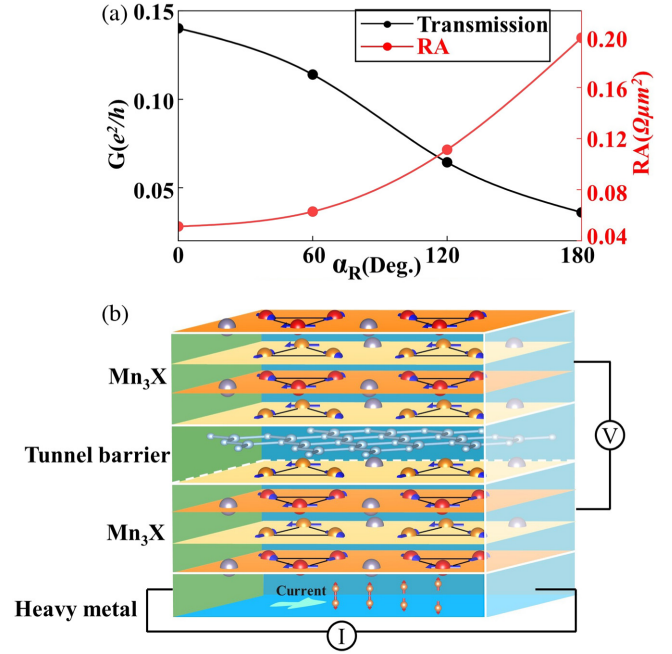 (a)
0.15
0.10
0.05
G(e²/h)
Transmission
RA
0.20
0.16
0.12
0.08
0.04
RA(Ωμm²)
0
60
120
180
α_R(Deg.)
(b)
Mn₃X
Tunnel barrier
Mn₃X
Heavy metal
Current
V
I